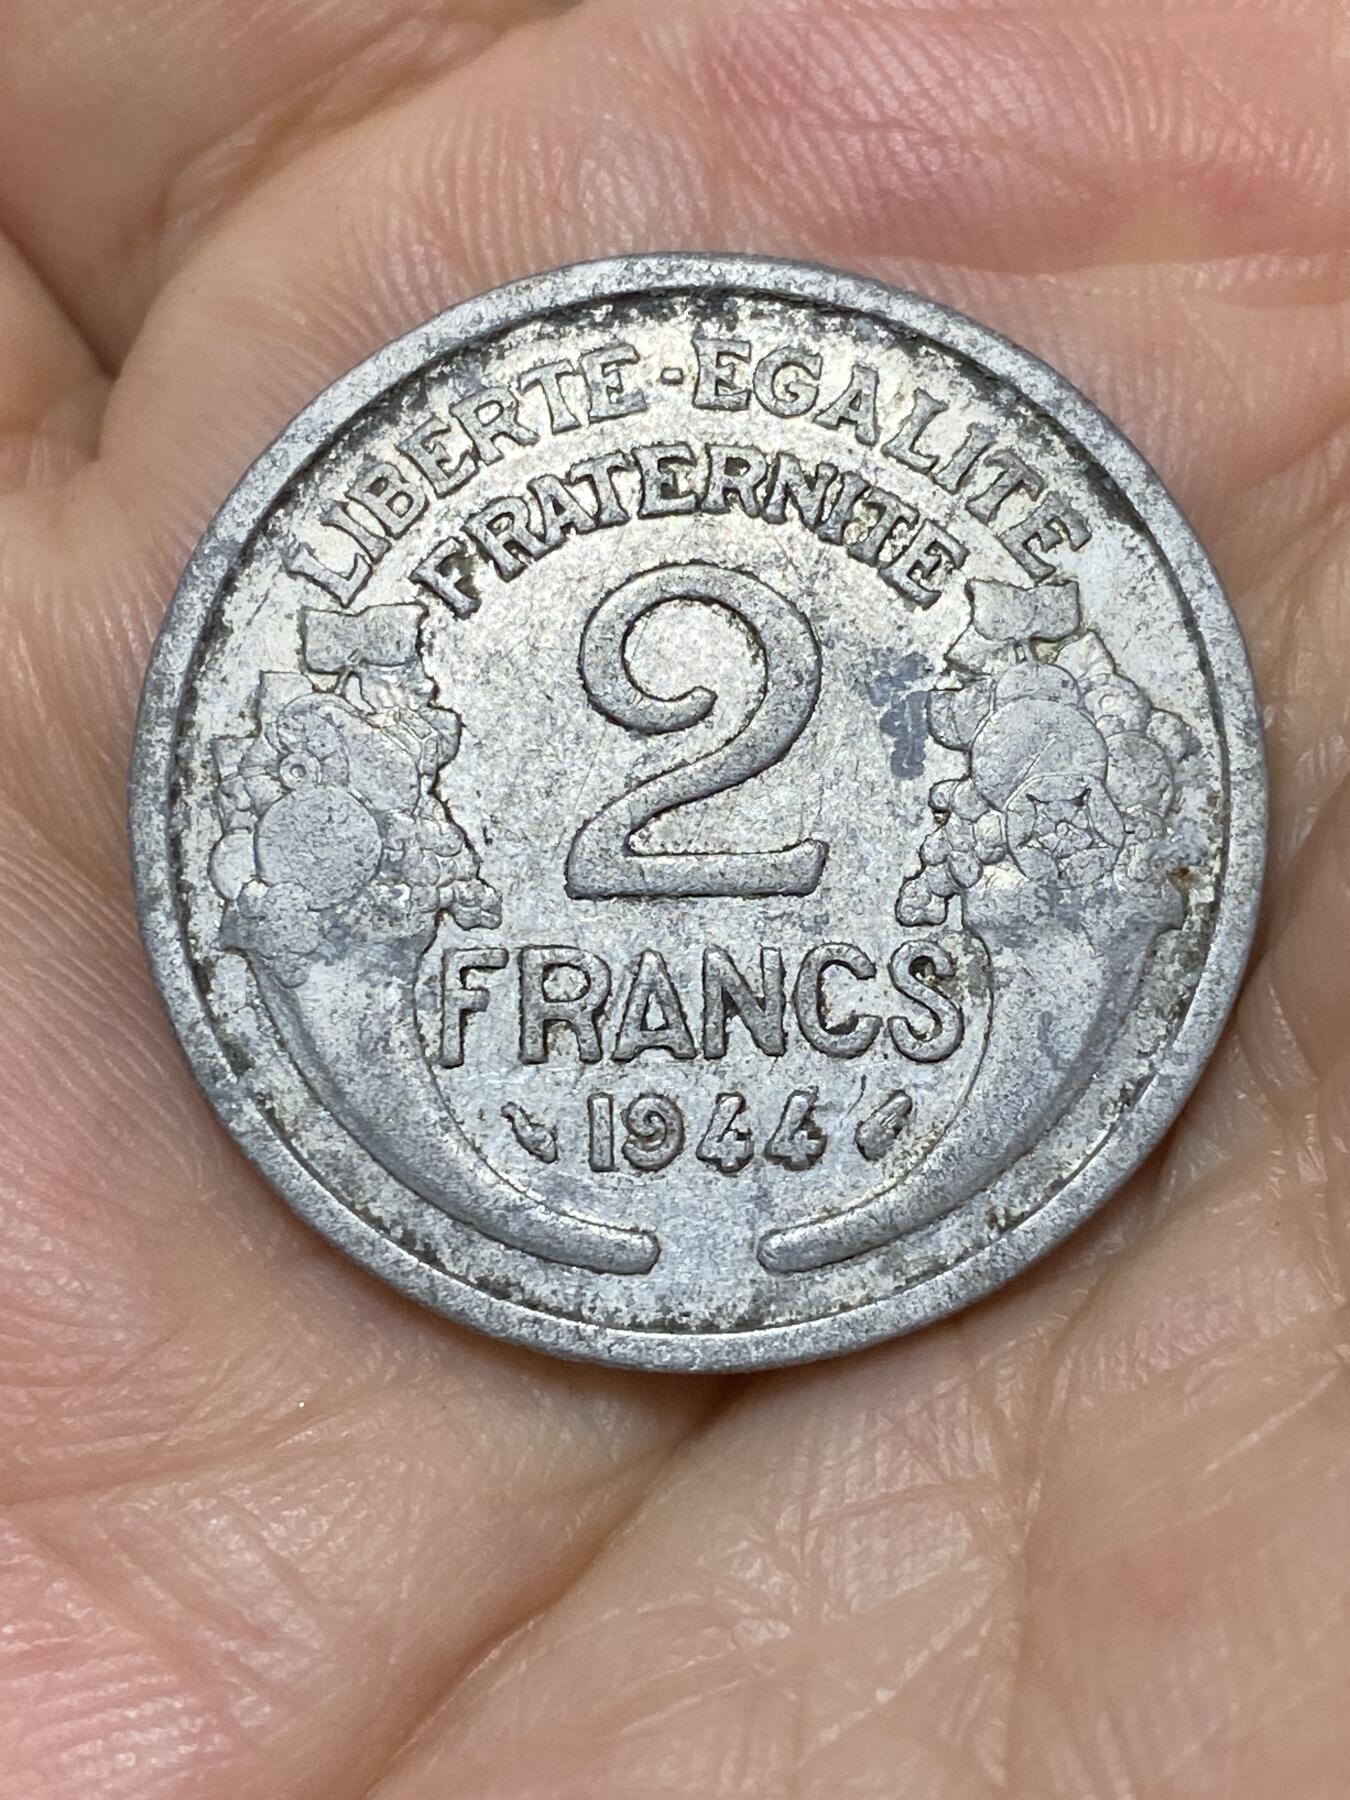 LIBERTE·EGALITE
FRATERNITE
2
FRANCS
1944